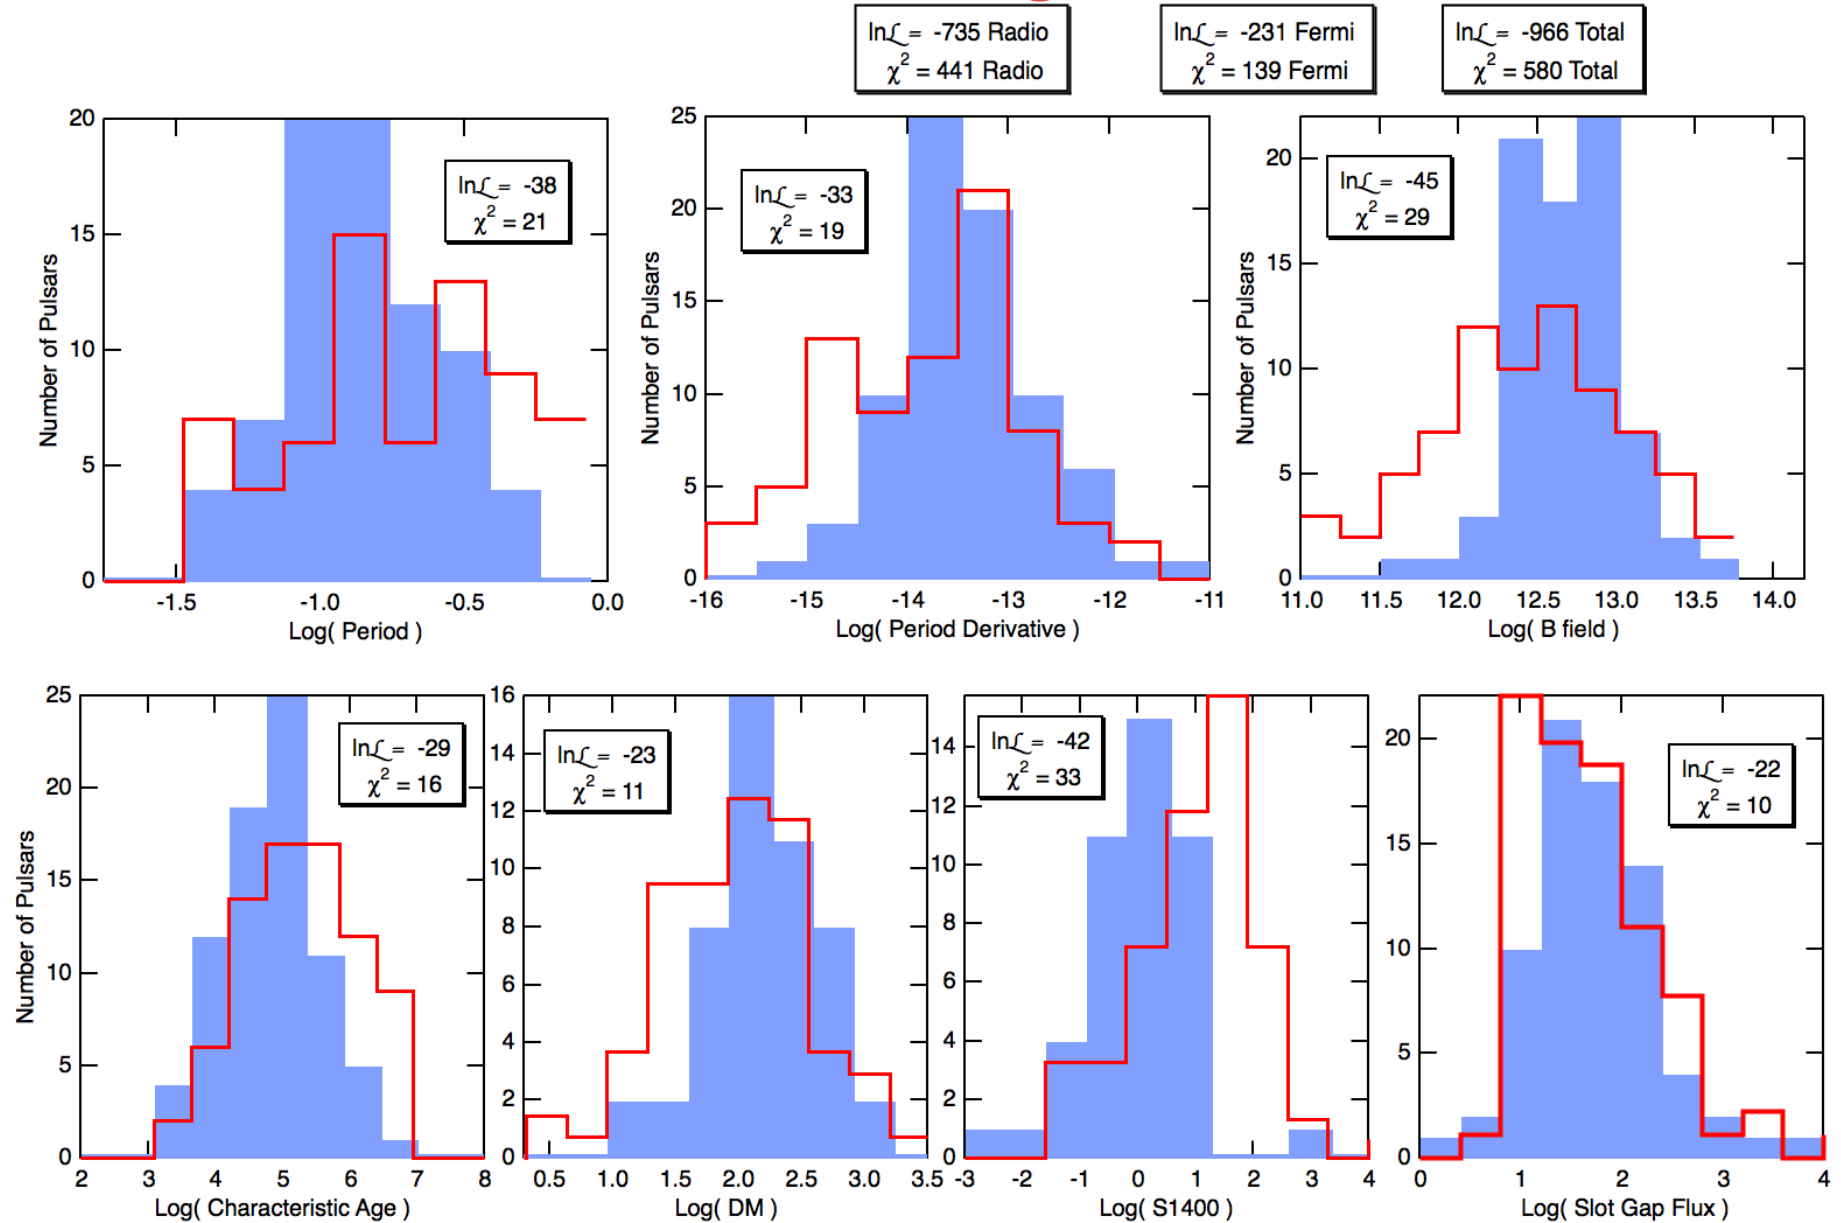 lnℒ = -735 Radio
χ² = 441 Radio
lnℒ = -231 Fermi
χ² = 139 Fermi
lnℒ = -966 Total
χ² = 580 Total
20
15
10
5
0
Number of Pulsars
lnℒ = -38
χ² = 21
-1.5 -1.0 -0.5 0.0
Log( Period )
25
20
15
10
5
0
Number of Pulsars
lnℒ = -33
χ² = 19
-16 -15 -14 -13 -12 -11
Log( Period Derivative )
20
15
10
5
0
Number of Pulsars
lnℒ = -45
χ² = 29
11.0 11.5 12.0 12.5 13.0 13.5 14.0
Log( B field )
25
20
15
10
5
0
Number of Pulsars
lnℒ = -29
χ² = 16
2 3 4 5 6 7 8
Log( Characteristic Age )
16
14
12
10
8
6
4
2
0
lnℒ = -23
χ² = 11
0.5 1.0 1.5 2.0 2.5 3.0 3.5
Log( DM )
14
12
10
8
6
4
2
0
lnℒ = -42
χ² = 33
-3 -2 -1 0 1 2 3 4
Log( S1400 )
20
15
10
5
0
lnℒ = -22
χ² = 10
0 1 2 3 4
Log( Slot Gap Flux )